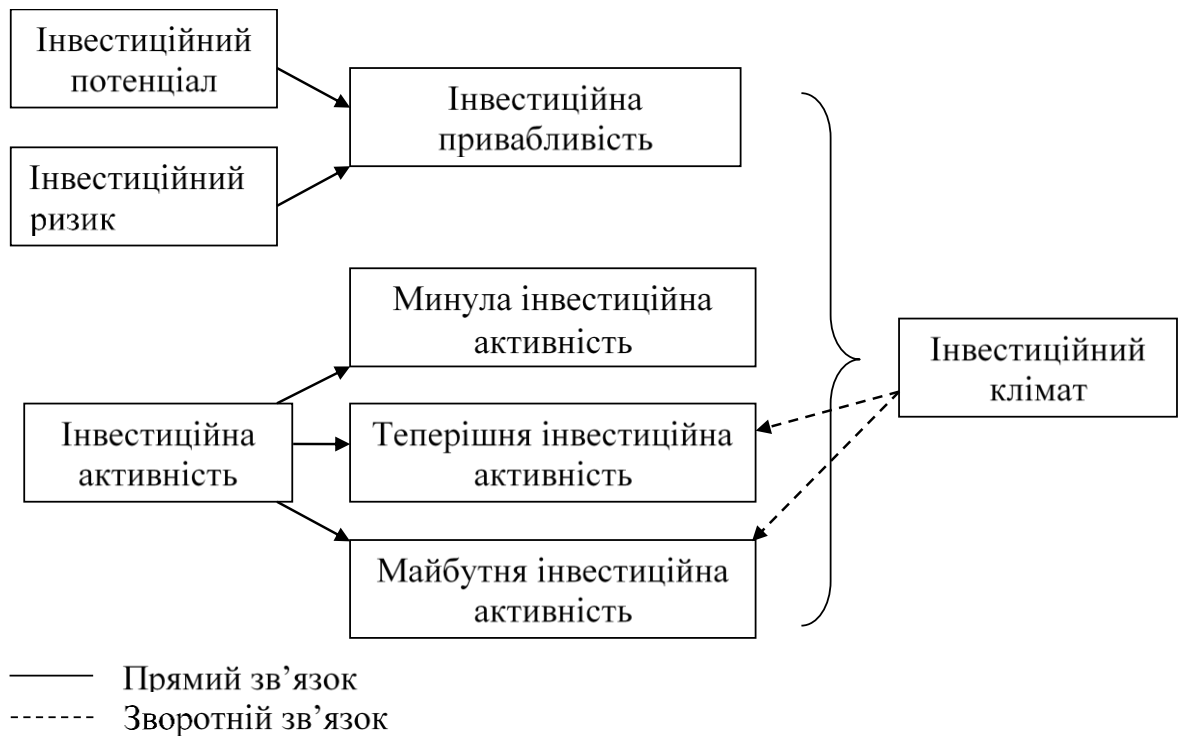 Інвестиційний
потенціал
Інвестиційна
привабливість
Інвестиційний
ризик
Минула інвестиційна
активність
Інвестиційний
клімат
Інвестиційна
активність
Теперішня інвестиційна
активність
Майбутня інвестиційна
активність
Прямий зв’язок
Зворотній зв’язок